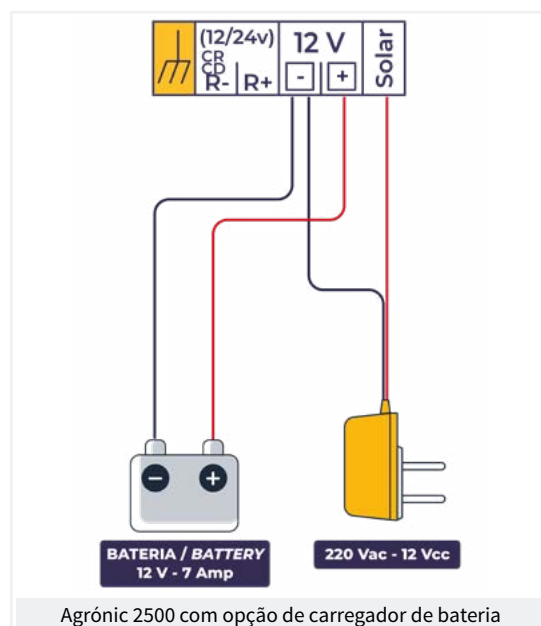 (12/24v)
CR
CD
R- R+
12 V
- +
Solar
- +
BATERIA / BATTERY
12 V - 7 Amp
220 Vac - 12 Vcc
Agrónic 2500 com opção de carregador de bateria